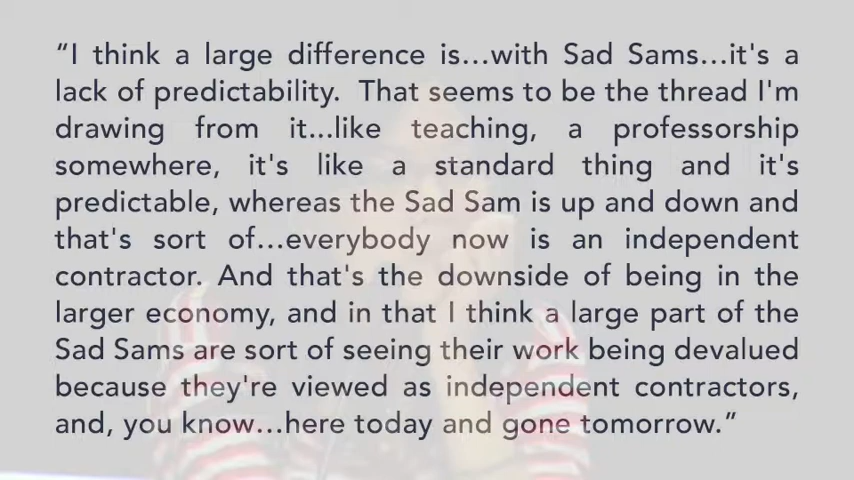 “I think a large difference is…with Sad Sams…it's a
lack of predictability. That seems to be the thread I'm
drawing from it...like teaching, a professorship
somewhere, it's like a standard thing and it's
predictable, whereas the Sad Sam is up and down and
that's sort of…everybody now is an independent
contractor. And that's the downside of being in the
larger economy, and in that I think a large part of the
Sad Sams are sort of seeing their work being devalued
because they're viewed as independent contractors,
and, you know…here today and gone tomorrow.”